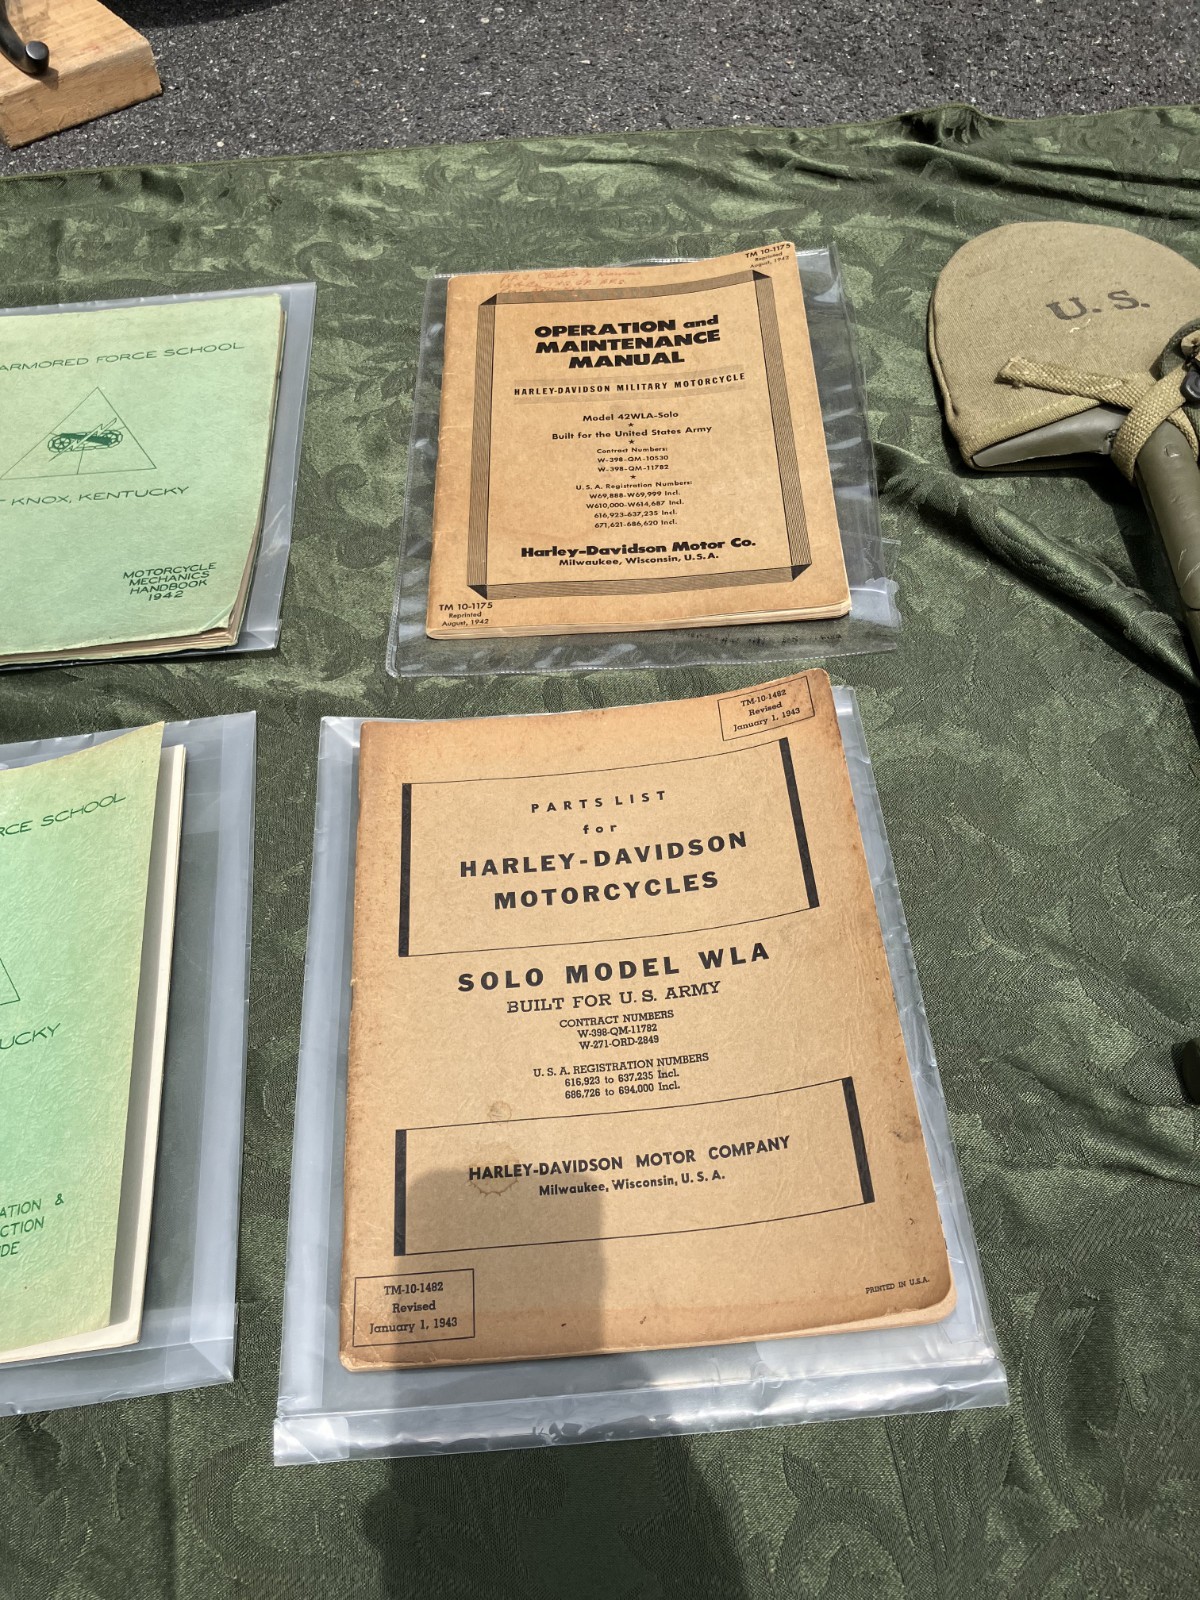 ARMORED FORCE SCHOOL
KNOX, KENTUCKY
MOTORCYCLE
MECHANICS
HANDBOOK
1942
TM 10-1175
Reprinted
August, 1942
OPERATION and
MAINTENANCE
MANUAL
HARLEY-DAVIDSON MILITARY MOTORCYCLE
Model 42WLA-Solo
Built for the United States Army
Contract Numbers:
W-398-QM-10530
W-398-QM-11782
U.S.A. Registration Numbers:
W69,888-W69,999 Incl.
W610,000-W614,687 Incl.
616,923-637,235 Incl.
671,621-686,620 Incl.
Harley-Davidson Motor Co.
Milwaukee, Wisconsin, U.S.A.
TM 10-1175
Reprinted
August, 1942
U.S.
RCE SCHOOL
UCKY
ATION &
CTION
DE
TM-10-1482
Revised
January 1, 1943
PARTS LIST
for
HARLEY-DAVIDSON
MOTORCYCLES
SOLO MODEL WLA
BUILT FOR U. S. ARMY
CONTRACT NUMBERS
W-398-QM-11782
W-271-ORD-2849
U. S. A. REGISTRATION NUMBERS
616,923 to 637,235 Incl.
686,726 to 694,000 Incl.
HARLEY-DAVIDSON MOTOR COMPANY
Milwaukee, Wisconsin, U. S. A.
TM-10-1482
Revised
January 1, 1943
PRINTED IN U.S.A.